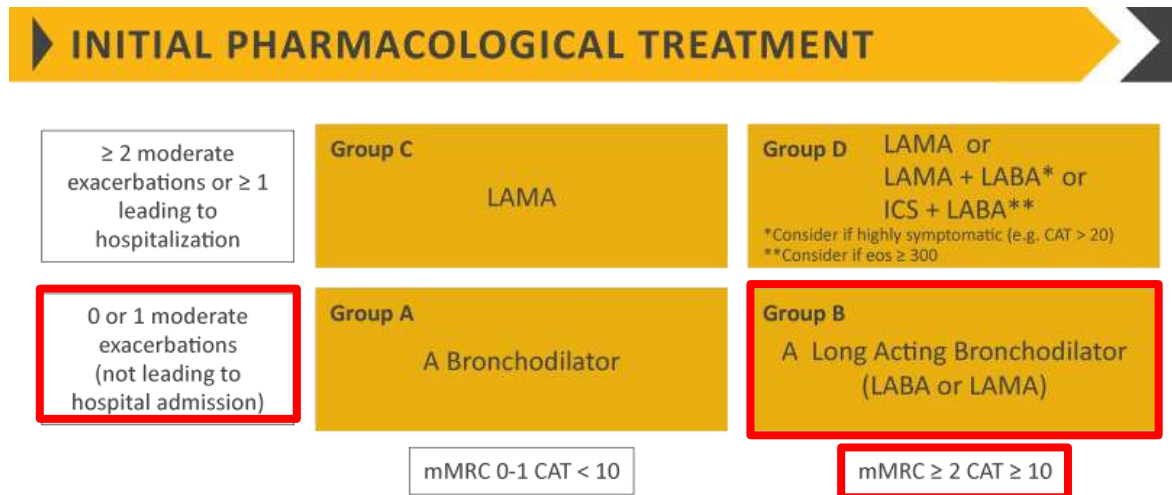 INITIAL PHARMACOLOGICAL TREATMENT
≥ 2 moderate
exacerbations or ≥ 1
leading to
hospitalization
Group C
LAMA
Group D
LAMA or
LAMA + LABA* or
ICS + LABA**
*Consider if highly symptomatic (e.g. CAT > 20)
**Consider if eos ≥ 300
0 or 1 moderate
exacerbations
(not leading to
hospital admission)
Group A
A Bronchodilator
Group B
A Long Acting Bronchodilator
(LABA or LAMA)
mMRC 0-1 CAT < 10
mMRC ≥ 2 CAT ≥ 10